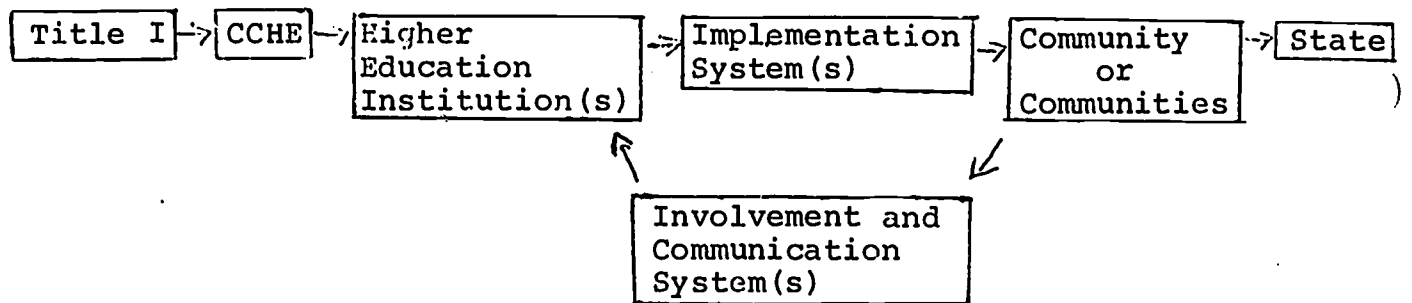 Title I
CCHE
Higher
Education
Institution(s)
Implementation
System(s)
Community
or
Communities
State
)
Involvement and
Communication
System(s)